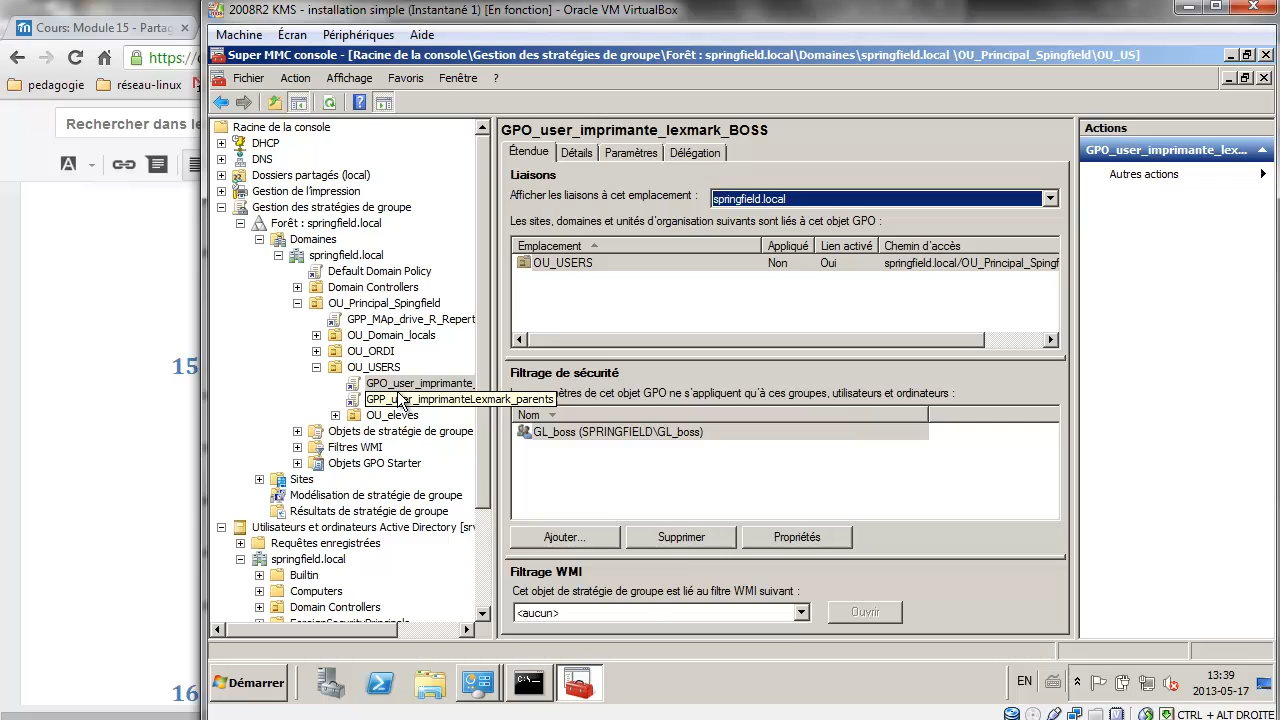 2008R2 KMS - installation simple (Instantané 1) [En fonction] - Oracle VM VirtualBox
Cours: Module 15 - Partag
Machine Écran Périphériques Aide
https://c
pedagogie réseau-linux
Rechercher dans le
15
16
Super MMC console - [Racine de la console\Gestion des stratégies de groupe\Forêt : springfield.local\Domaines\springfield.local \OU_Principal_Spingfield\OU_US]
Fichier Action Affichage Favoris Fenêtre ?
Racine de la console
DHCP
DNS
Dossiers partagés (local)
Gestion de l'impression
Gestion des stratégies de groupe
Forêt : springfield.local
Domaines
springfield.local
Default Domain Policy
Domain Controllers
OU_Principal_Spingfield
GPP_MAp_drive_R_Repert
OU_Domain_locals
OU_ORDI
OU_USERS
GPO_user_imprimante_
GPP_user_imprimanteLexmark_parents
OU_eleves
Objets de stratégie de groupe
Filtres WMI
Objets GPO Starter
Sites
Modélisation de stratégie de groupe
Résultats de stratégie de groupe
Utilisateurs et ordinateurs Active Directory [srv
Requêtes enregistrées
springfield.local
Builtin
Computers
Domain Controllers
ForeignSecurityPrincipals
GPO_user_imprimante_lexmark_BOSS
Étendue Détails Paramètres Délégation
Liaisons
Afficher les liaisons à cet emplacement : springfield.local
Les sites, domaines et unités d'organisation suivants sont liés à cet objet GPO :
Emplacement Appliqué Lien activé Chemin d'accès
OU_USERS Non Oui springfield.local/OU_Principal_Spingf
Filtrage de sécurité
ètres de cet objet GPO ne s'appliquent qu'à ces groupes, utilisateurs et ordinateurs :
Nom
GL_boss (SPRINGFIELD\GL_boss)
Ajouter... Supprimer Propriétés
Filtrage WMI
Cet objet de stratégie de groupe est lié au filtre WMI suivant :
<aucun> Ouvrir
Actions
GPO_user_imprimante_lex...
Autres actions
Démarrer
EN
13:39
2013-05-17
CTRL + ALT DROITE